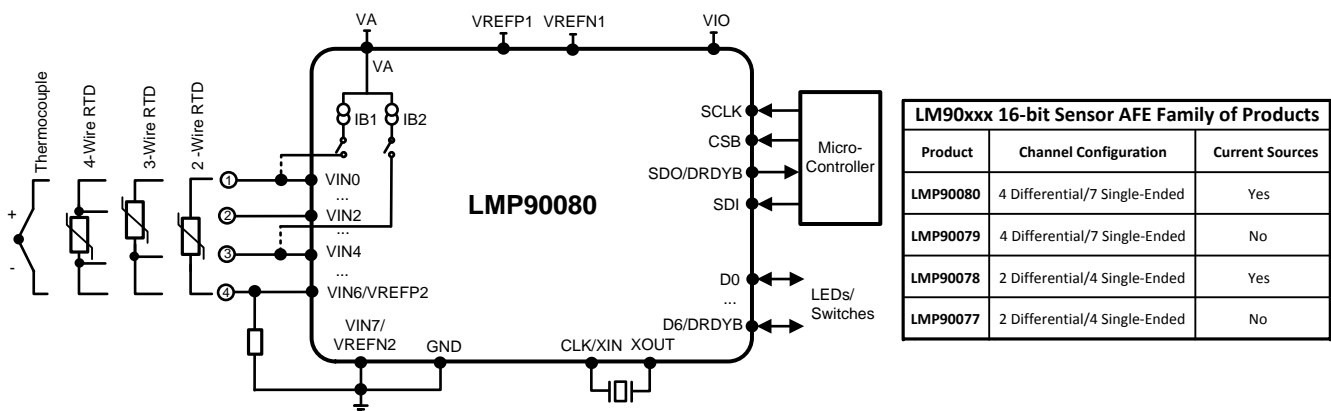 VA
VREFP1
VREFN1
VIO
VA
IB1
IB2
Thermocouple
4-Wire RTD
3-Wire RTD
2 -Wire RTD
+
-
1
2
3
4
VIN0
...
VIN2
...
VIN4
...
VIN6/VREFP2
VIN7/
VREFN2
GND
CLK/XIN
XOUT
LMP90080
SCLK
CSB
SDO/DRDYB
SDI
D0
...
D6/DRDYB
Micro-
Controller
LEDs/
Switches
LM90xxx 16-bit Sensor AFE Family of Products
Product Channel Configuration Current Sources
LMP90080 4 Differential/7 Single-Ended Yes
LMP90079 4 Differential/7 Single-Ended No
LMP90078 2 Differential/4 Single-Ended Yes
LMP90077 2 Differential/4 Single-Ended No